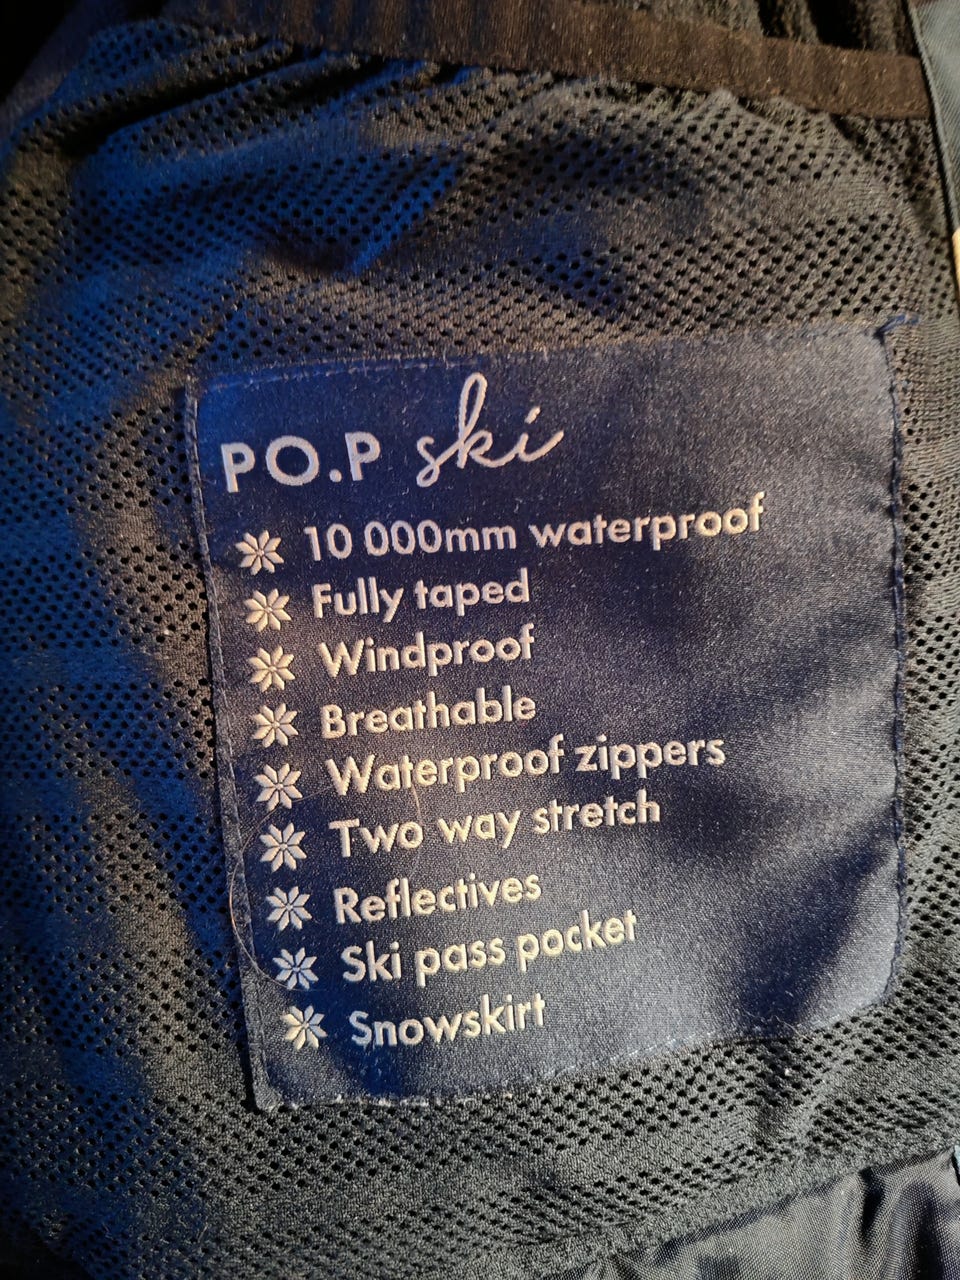 PO.P ski
10 000mm waterproof
Fully taped
Windproof
Breathable
Waterproof zippers
Two way stretch
Reflectives
Ski pass pocket
Snowskirt